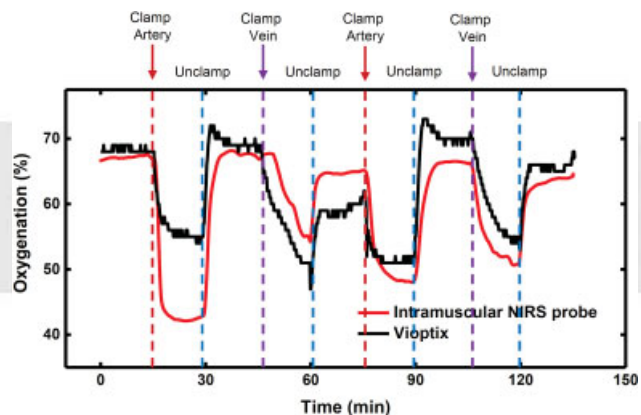 Clamp Artery
Clamp Vein
Clamp Artery
Clamp Vein
Unclamp
Unclamp
Unclamp
Unclamp
70
60
50
40
Oxygenation (%)
Intramuscular NIRS probe
Vioptix
0
30
60
90
120
150
Time (min)